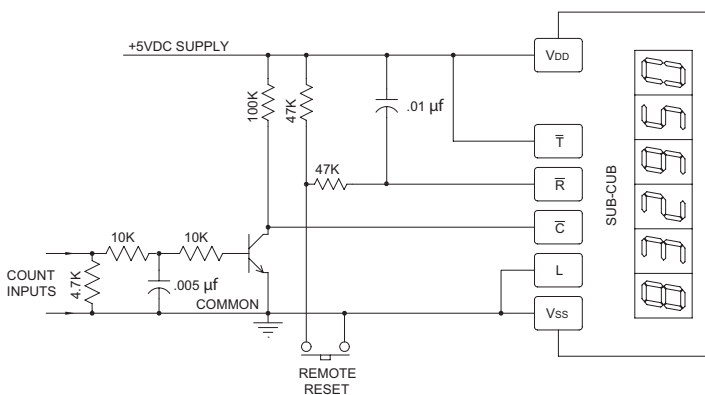 +5VDC SUPPLY
VDD
100K
47K
.01 µf
T̅
47K
R̅
SUB-CUB
C̅
10K
10K
L
COUNT
INPUTS
4.7K
.005 µf
COMMON
VSS
REMOTE
RESET
056238